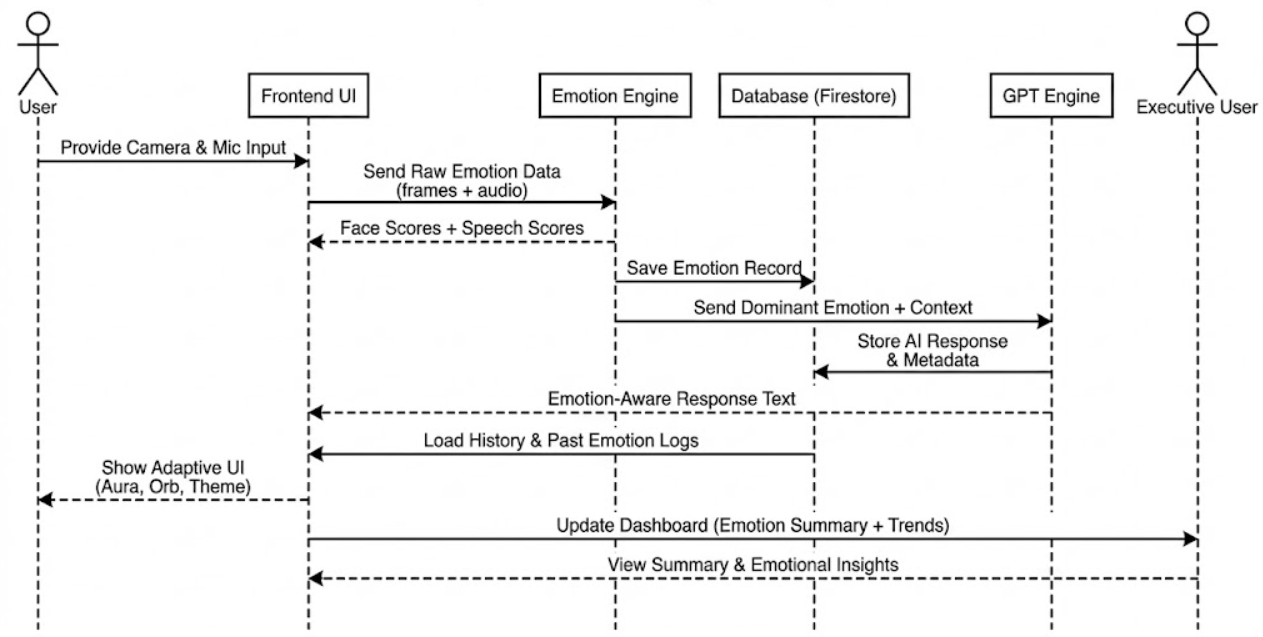 User
Frontend UI
Emotion Engine
Database (Firestore)
GPT Engine
Executive User
Provide Camera & Mic Input
Send Raw Emotion Data
(frames + audio)
Face Scores + Speech Scores
Save Emotion Record
Send Dominant Emotion + Context
Store AI Response
& Metadata
Emotion-Aware Response Text
Load History & Past Emotion Logs
Show Adaptive UI
(Aura, Orb, Theme)
Update Dashboard (Emotion Summary + Trends)
View Summary & Emotional Insights